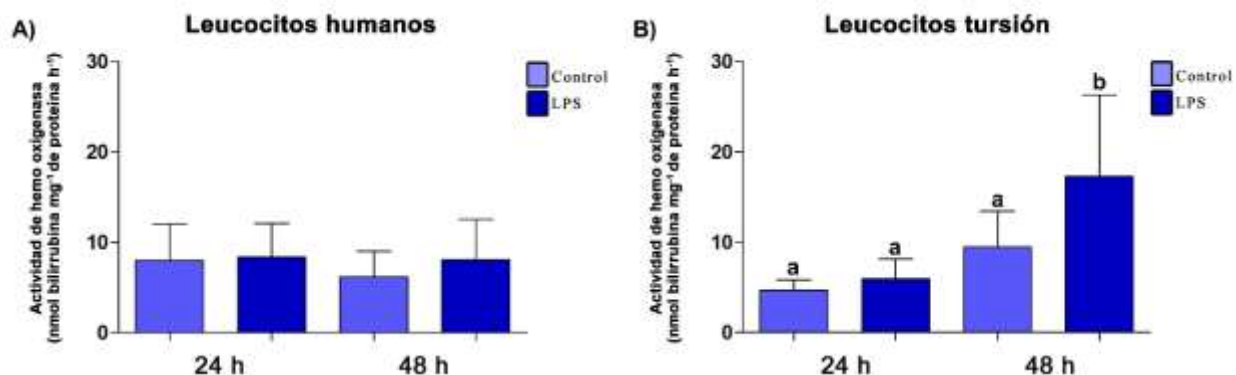 A)
Leucocitos humanos
Actividad de hemo oxigenasa
(nmol bilirrubina mg⁻¹ de proteína h⁻¹)
30
20
10
0
Control
LPS
24 h
48 h
B)
Leucocitos tursión
Actividad de hemo oxigenasa
(nmol bilirrubina mg⁻¹ de proteína h⁻¹)
30
20
10
0
Control
LPS
a
a
a
b
24 h
48 h